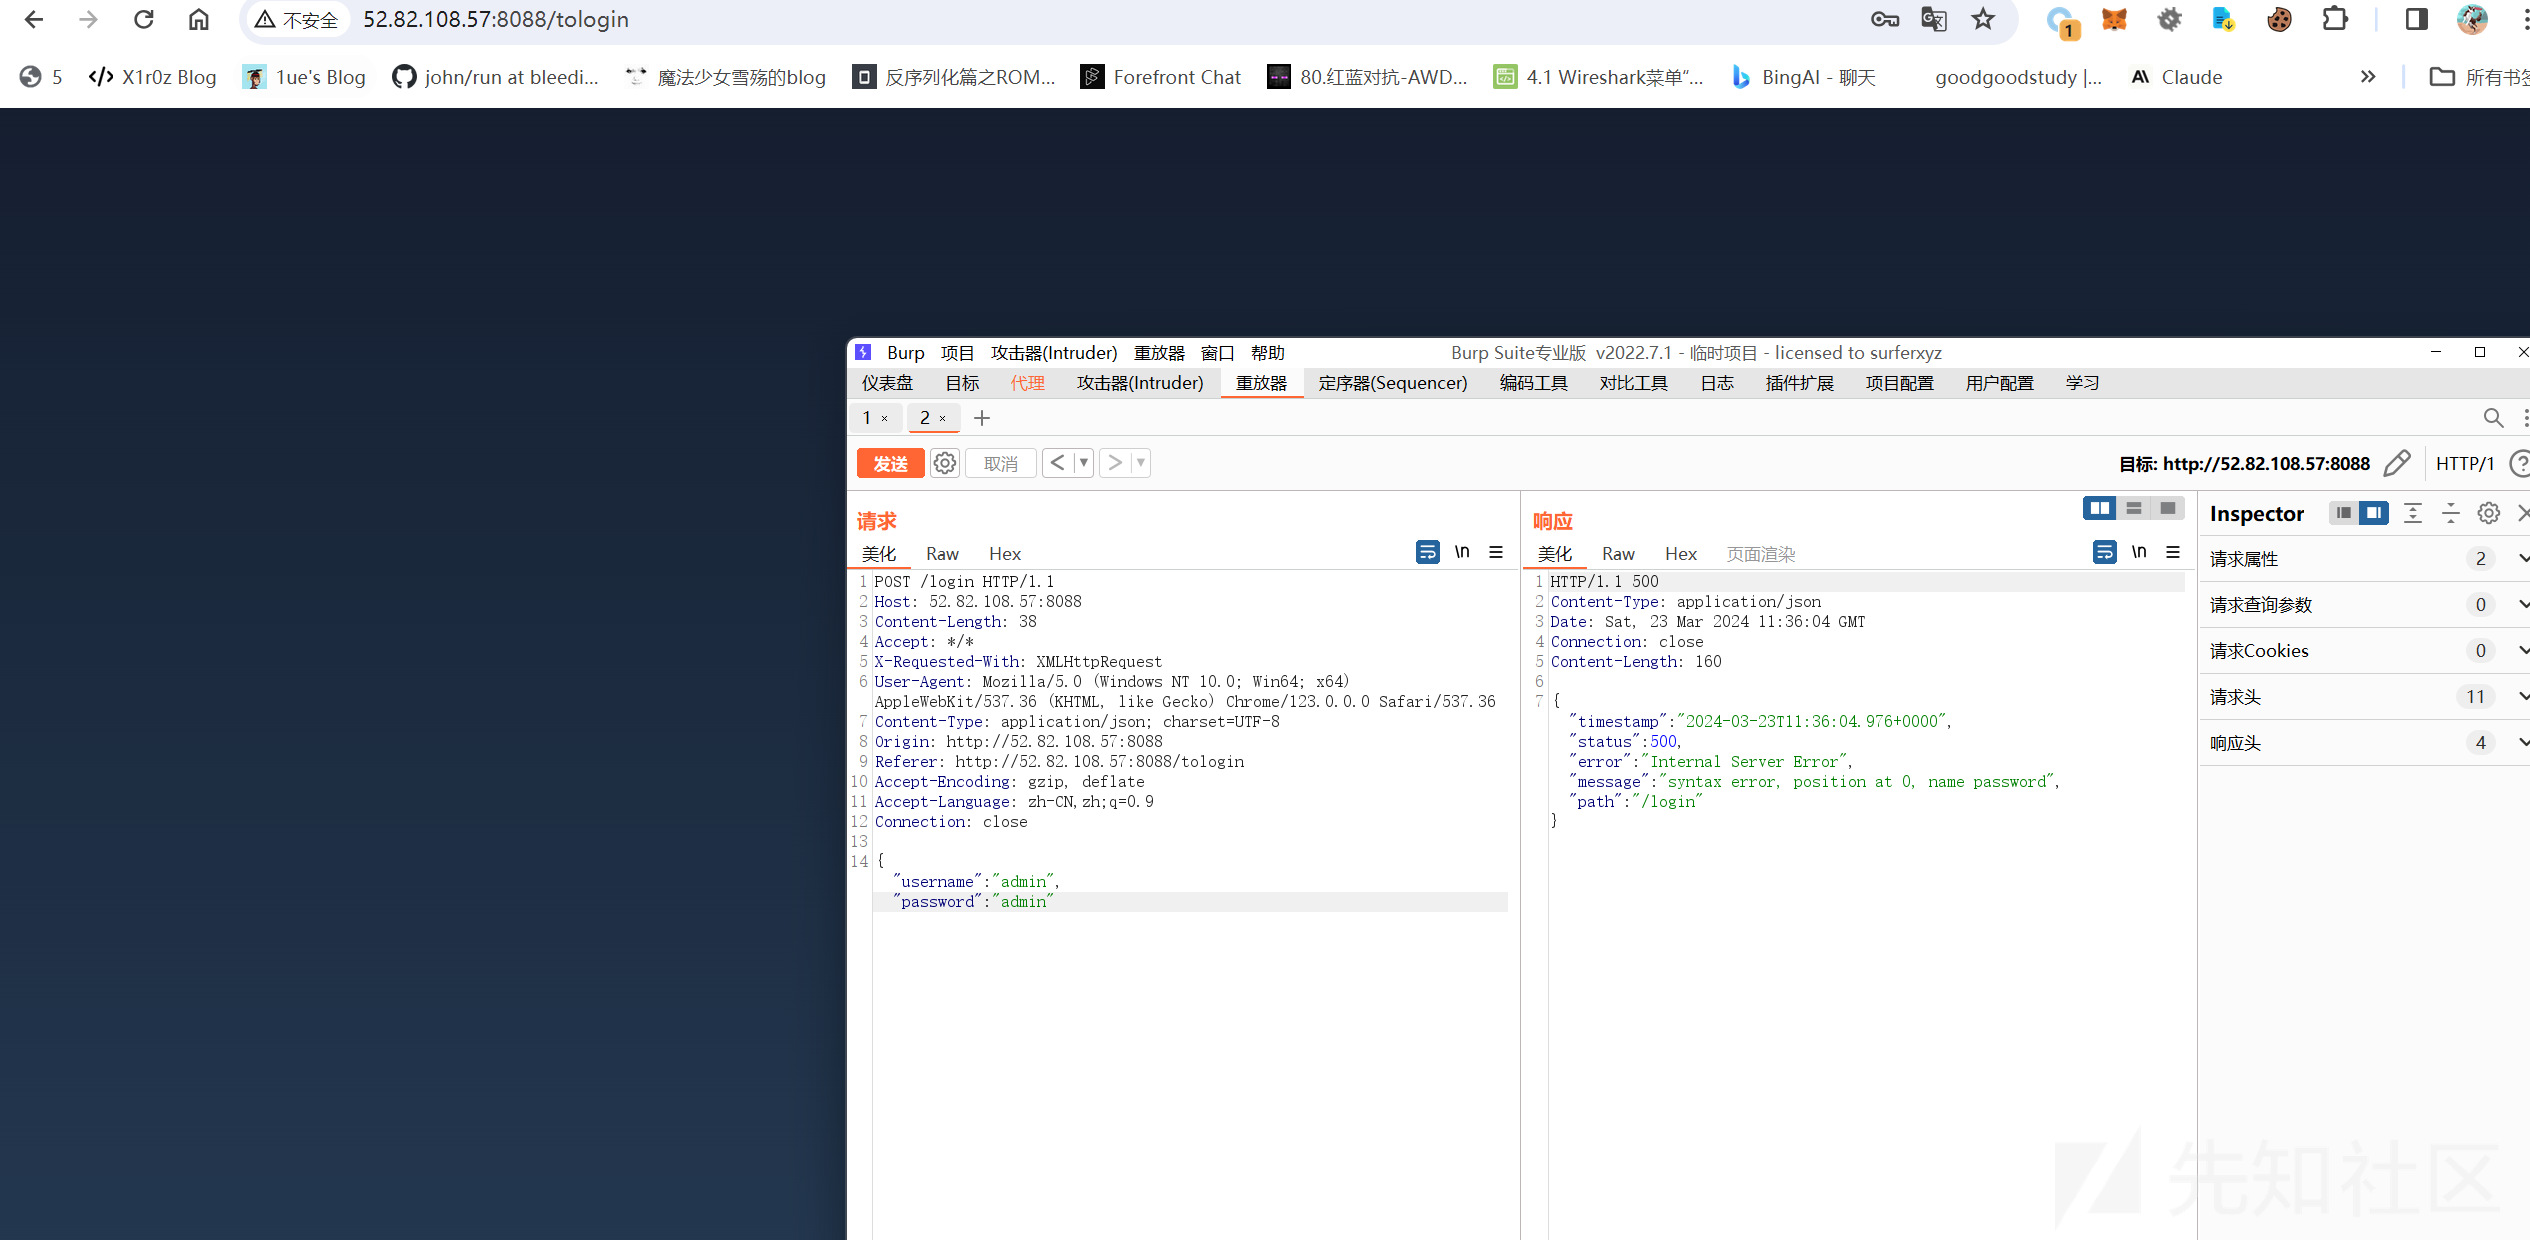 不安全 52.82.108.57:8088/tologin
1
5 X1r0z Blog 1ue's Blog john/run at bleedi... 魔法少女雪殇的blog 反序列化篇之ROM... Forefront Chat 80.红蓝对抗-AWD... 4.1 Wireshark菜单“... BingAI - 聊天 goodgoodstudy |... Claude » 所有书签
Burp 项目 攻击器(Intruder) 重放器 窗口 帮助 Burp Suite专业版 v2022.7.1 - 临时项目 - licensed to surferxyz
仪表盘 目标 代理 攻击器(Intruder) 重放器 定序器(Sequencer) 编码工具 对比工具 日志 插件扩展 项目配置 用户配置 学习
1 × 2 × +
发送 取消 < > 目标: http://52.82.108.57:8088 HTTP/1
请求
美化 Raw Hex \n
1 POST /login HTTP/1.1
2 Host: 52.82.108.57:8088
3 Content-Length: 38
4 Accept: */*
5 X-Requested-With: XMLHttpRequest
6 User-Agent: Mozilla/5.0 (Windows NT 10.0; Win64; x64)
AppleWebKit/537.36 (KHTML, like Gecko) Chrome/123.0.0.0 Safari/537.36
7 Content-Type: application/json; charset=UTF-8
8 Origin: http://52.82.108.57:8088
9 Referer: http://52.82.108.57:8088/tologin
10 Accept-Encoding: gzip, deflate
11 Accept-Language: zh-CN,zh;q=0.9
12 Connection: close
13
14 {
"username":"admin",
"password":"admin"
响应
美化 Raw Hex 页面渲染 \n
1 HTTP/1.1 500
2 Content-Type: application/json
3 Date: Sat, 23 Mar 2024 11:36:04 GMT
4 Connection: close
5 Content-Length: 160
6
7 {
"timestamp":"2024-03-23T11:36:04.976+0000",
"status":500,
"error":"Internal Server Error",
"message":"syntax error, position at 0, name password",
"path":"/login"
}
Inspector
请求属性 2
请求查询参数 0
请求Cookies 0
请求头 11
响应头 4
先知社区